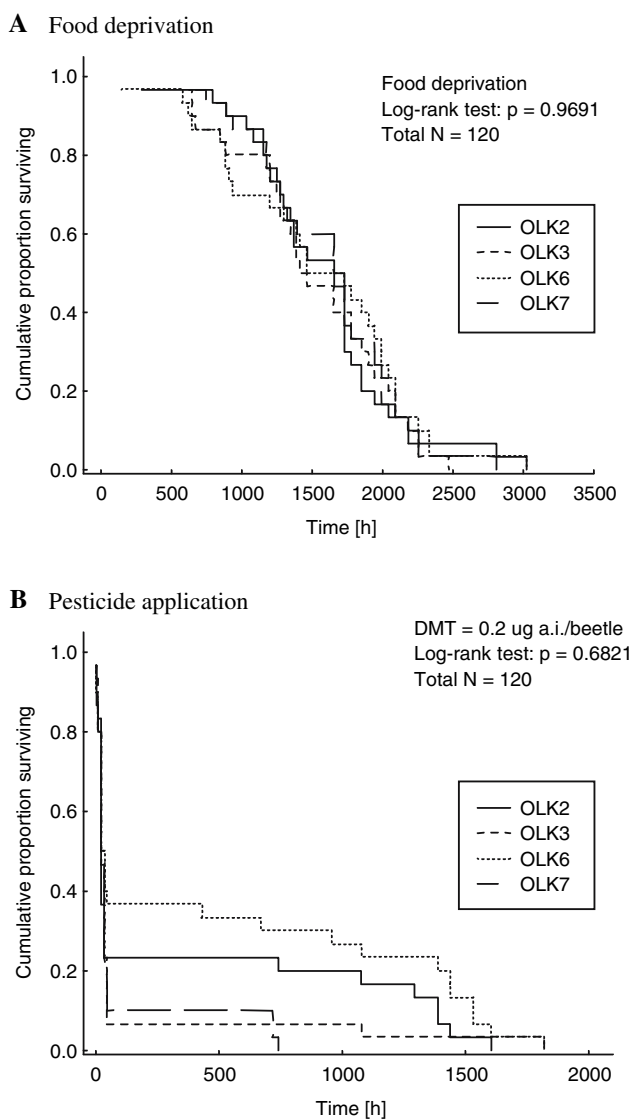 A Food deprivation
Food deprivation
Log-rank test: p = 0.9691
Total N = 120
OLK2
OLK3
OLK6
OLK7
Cumulative proportion surviving
1.0
0.8
0.6
0.4
0.2
0.0
0 500 1000 1500 2000 2500 3000 3500
Time [h]
B Pesticide application
DMT = 0.2 ug a.i./beetle
Log-rank test: p = 0.6821
Total N = 120
OLK2
OLK3
OLK6
OLK7
Cumulative proportion surviving
1.0
0.8
0.6
0.4
0.2
0.0
0 500 1000 1500 2000
Time [h]